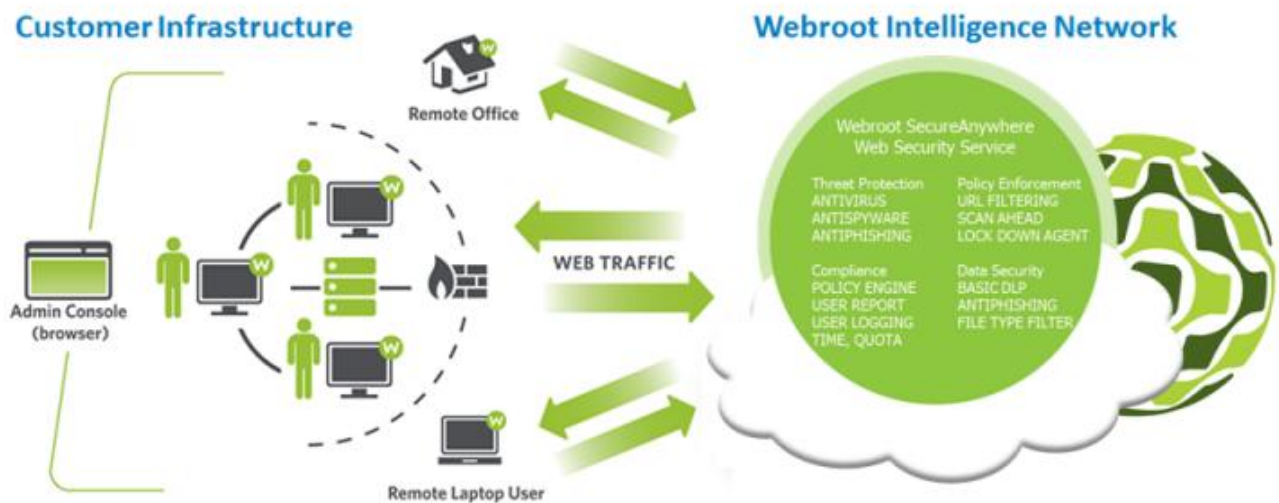 Customer Infrastructure
Webroot Intelligence Network
W
Remote Office
Webroot SecureAnywhere
Web Security Service
Threat Protection
ANTIVIRUS
ANTISPYWARE
ANTIPHISHING
Policy Enforcement
URL FILTERING
SCAN AHEAD
LOCK DOWN AGENT
Compliance
POLICY ENGINE
USER REPORT
USER LOGGING
TIME, QUOTA
Data Security
BASIC DLP
ANTIPHISHING
FILE TYPE FILTER
W
W
W
WEB TRAFFIC
Admin Console
(browser)
W
Remote Laptop User